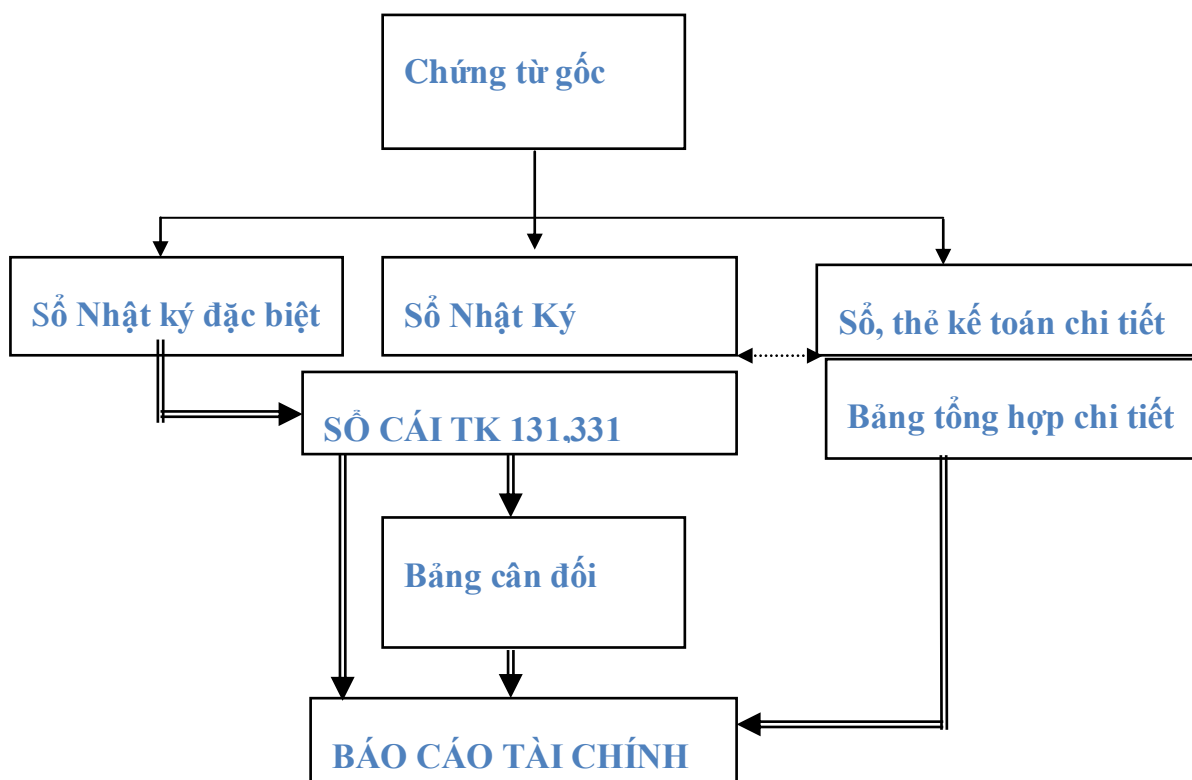 Chứng từ gốc
Sổ Nhật ký đặc biệt
Sổ Nhật Ký
Sổ, thẻ kế toán chi tiết
SỔ CÁI TK 131,331
Bảng tổng hợp chi tiết
Bảng cân đối
BÁO CÁO TÀI CHÍNH